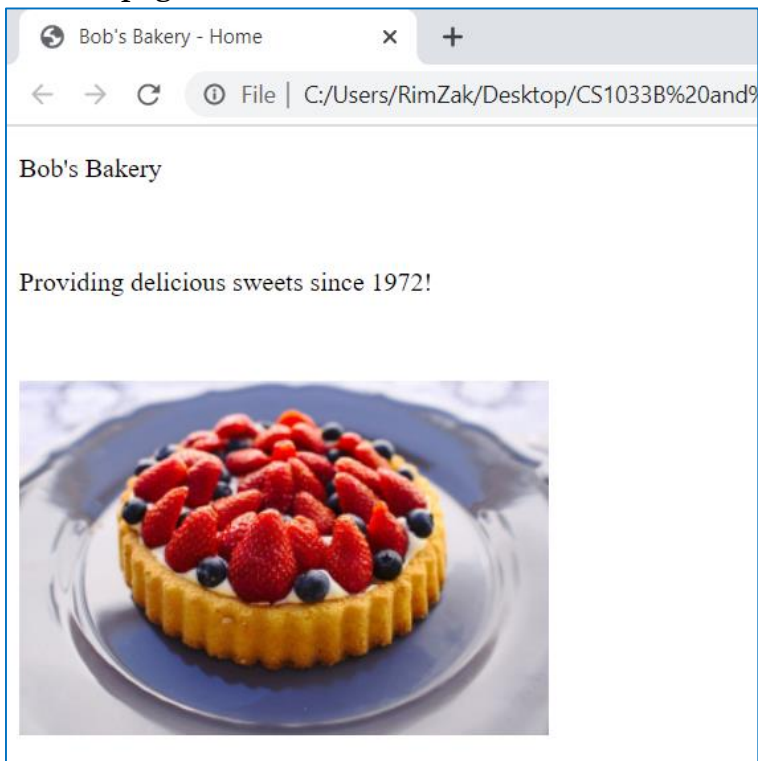 Bob's Bakery - Home
File | C:/Users/RimZak/Desktop/CS1033B%20and%
Bob's Bakery
Providing delicious sweets since 1972!